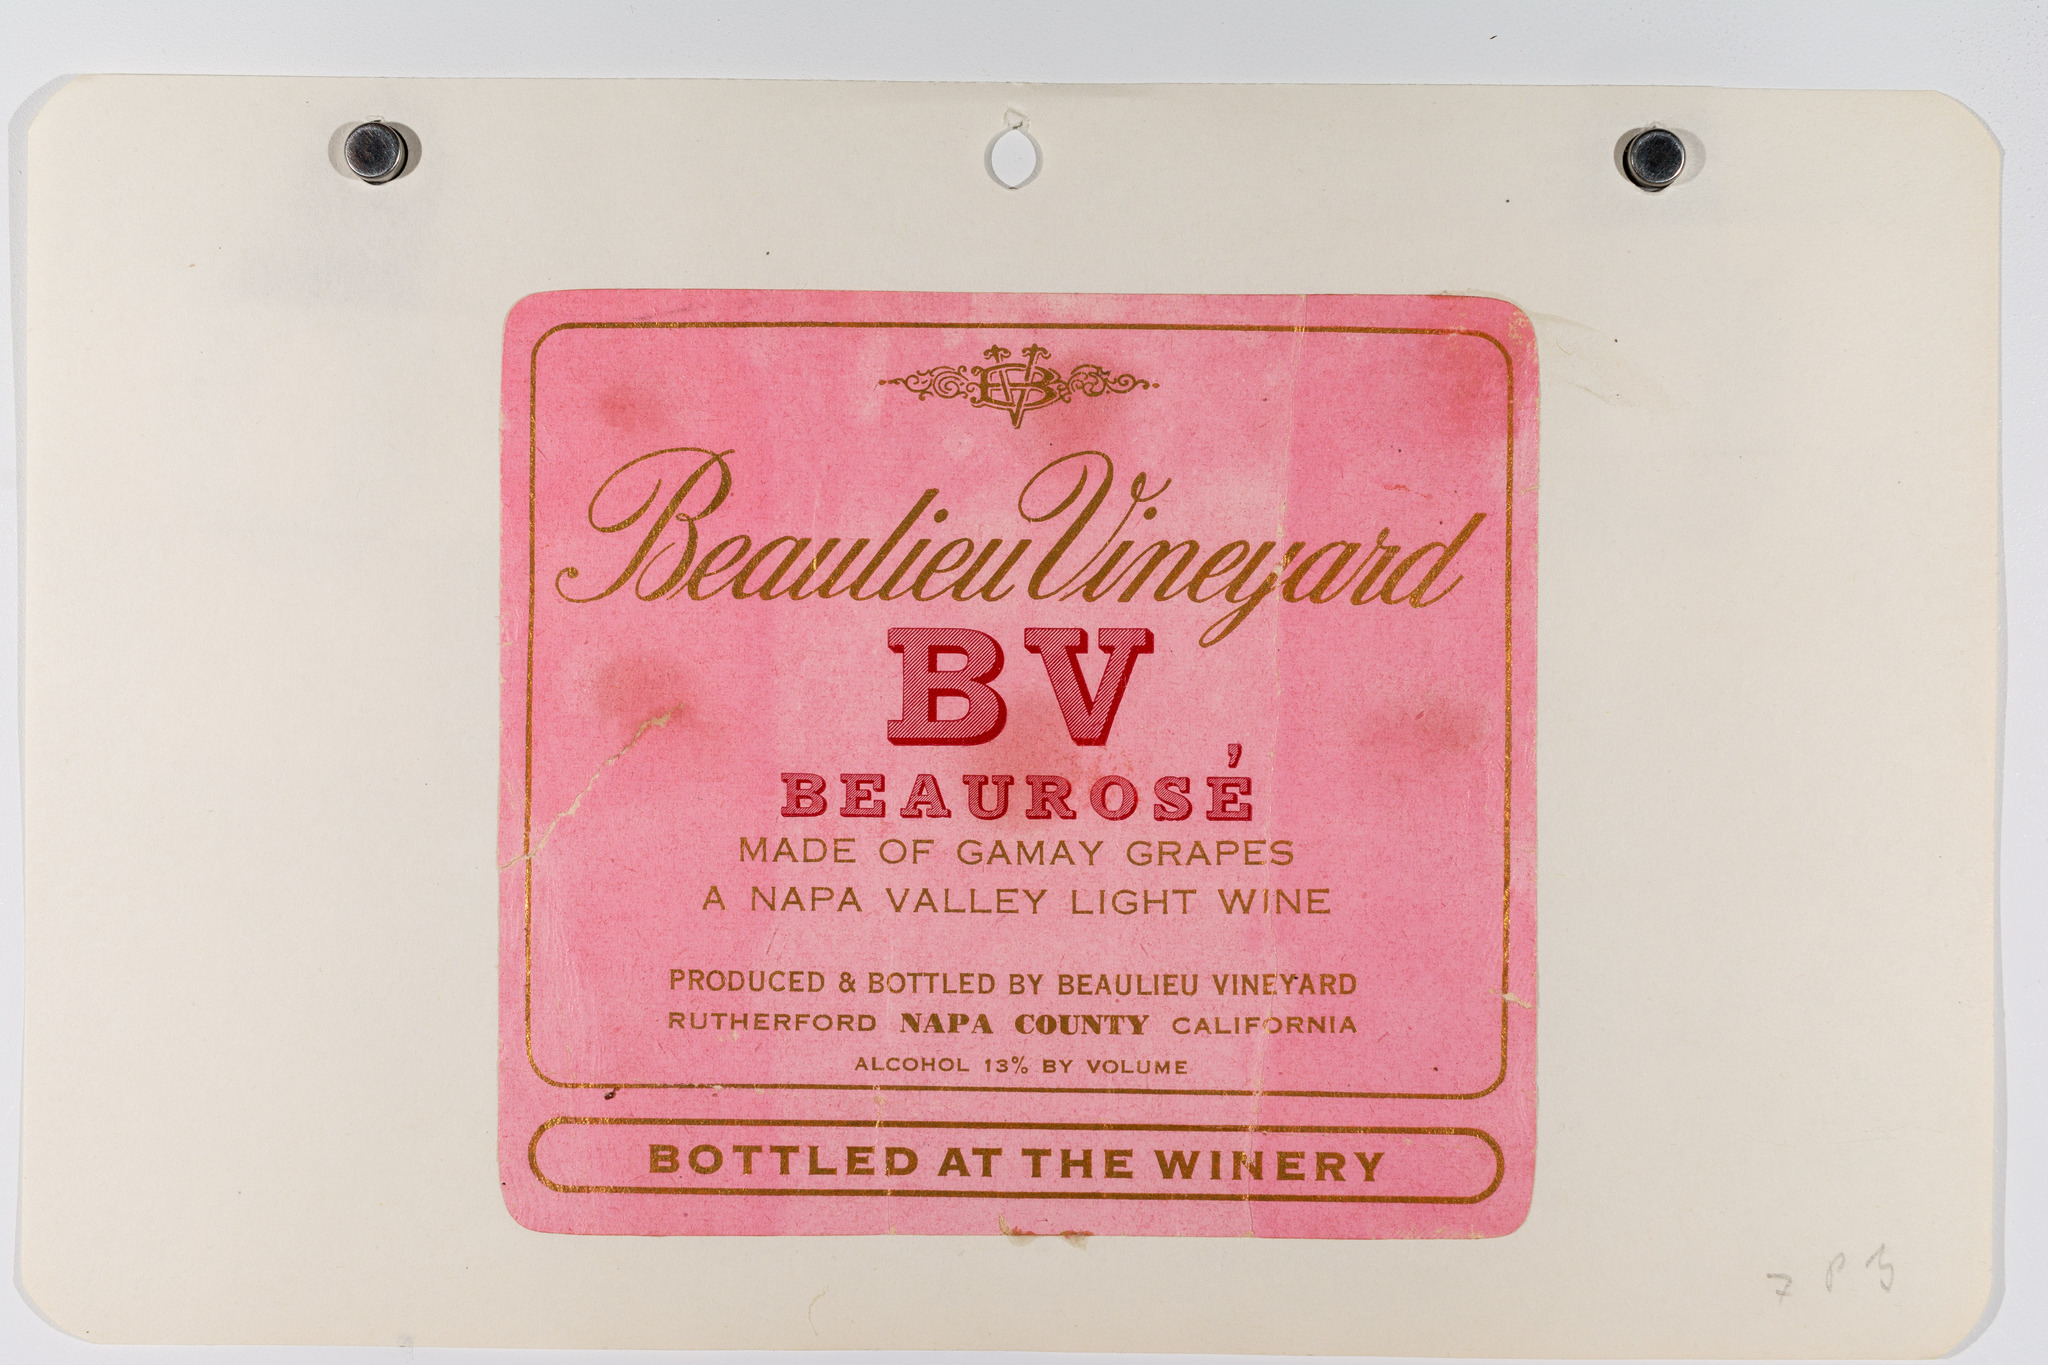 BV
Beaulieu Vineyard
BV
BEAUROSÉ
MADE OF GAMAY GRAPES
A NAPA VALLEY LIGHT WINE
PRODUCED & BOTTLED BY BEAULIEU VINEYARD
RUTHERFORD NAPA COUNTY CALIFORNIA
ALCOHOL 13% BY VOLUME
BOTTLED AT THE WINERY